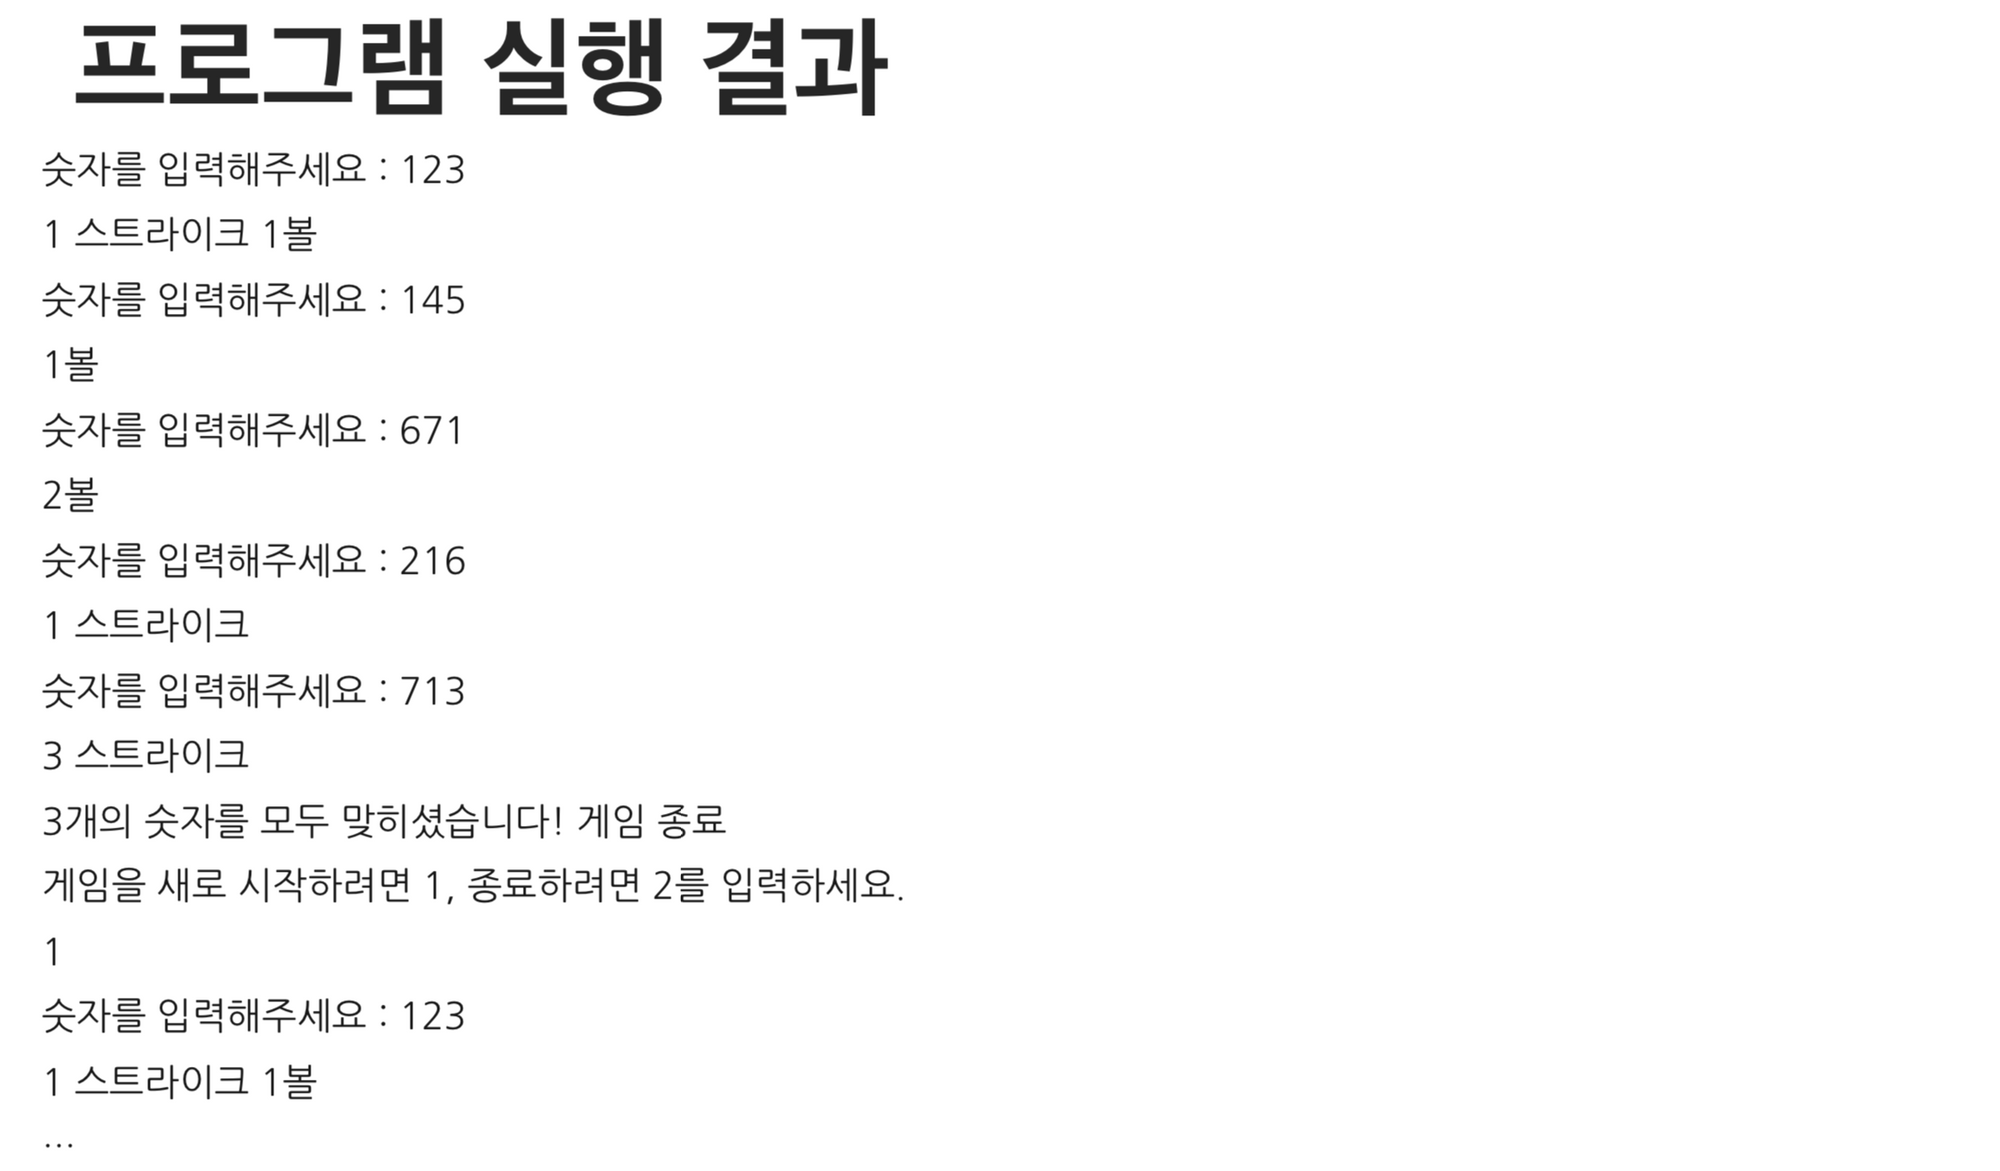 프로그램 실행 결과
숫자를 입력해주세요 : 123
1 스트라이크 1볼
숫자를 입력해주세요 : 145
1볼
숫자를 입력해주세요 : 671
2볼
숫자를 입력해주세요 : 216
1 스트라이크
숫자를 입력해주세요 : 713
3 스트라이크
3개의 숫자를 모두 맞히셨습니다! 게임 종료
게임을 새로 시작하려면 1, 종료하려면 2를 입력하세요.
1
숫자를 입력해주세요 : 123
1 스트라이크 1볼
...